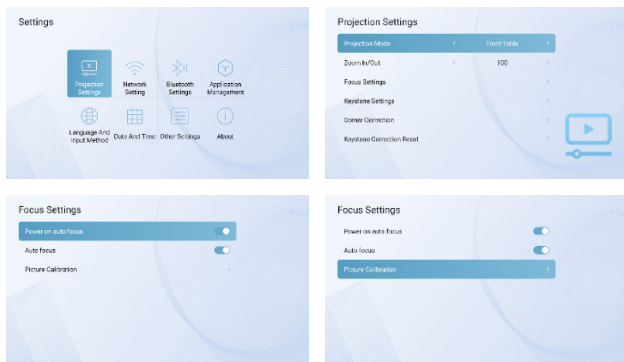 Settings
Projection
Settings
Network
Setting
Bluetooth
Settings
Application
Management
Language And
Input Method
Date And Time
Other Settings
About
Projection Settings
Projection Mode
Front Table
Zoom In/Out
100
Focus Settings
Keystone Settings
Corner Correction
Keystone Correction Reset
Focus Settings
Power on auto focus
Auto focus
Picture Calibration
Focus Settings
Power on auto focus
Auto focus
Picture Calibration